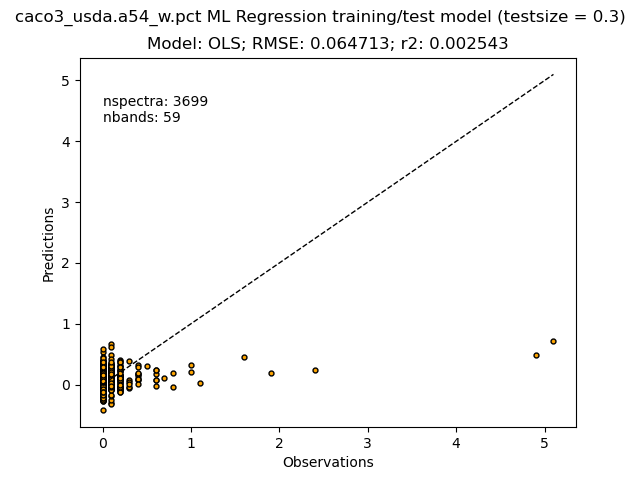 caco3_usda.a54_w.pct ML Regression training/test model (testsize = 0.3)
Model: OLS; RMSE: 0.064713; r2: 0.002543
nspectra: 3699
nbands: 59
5
4
3
2
1
0
Predictions
0 1 2 3 4 5
Observations